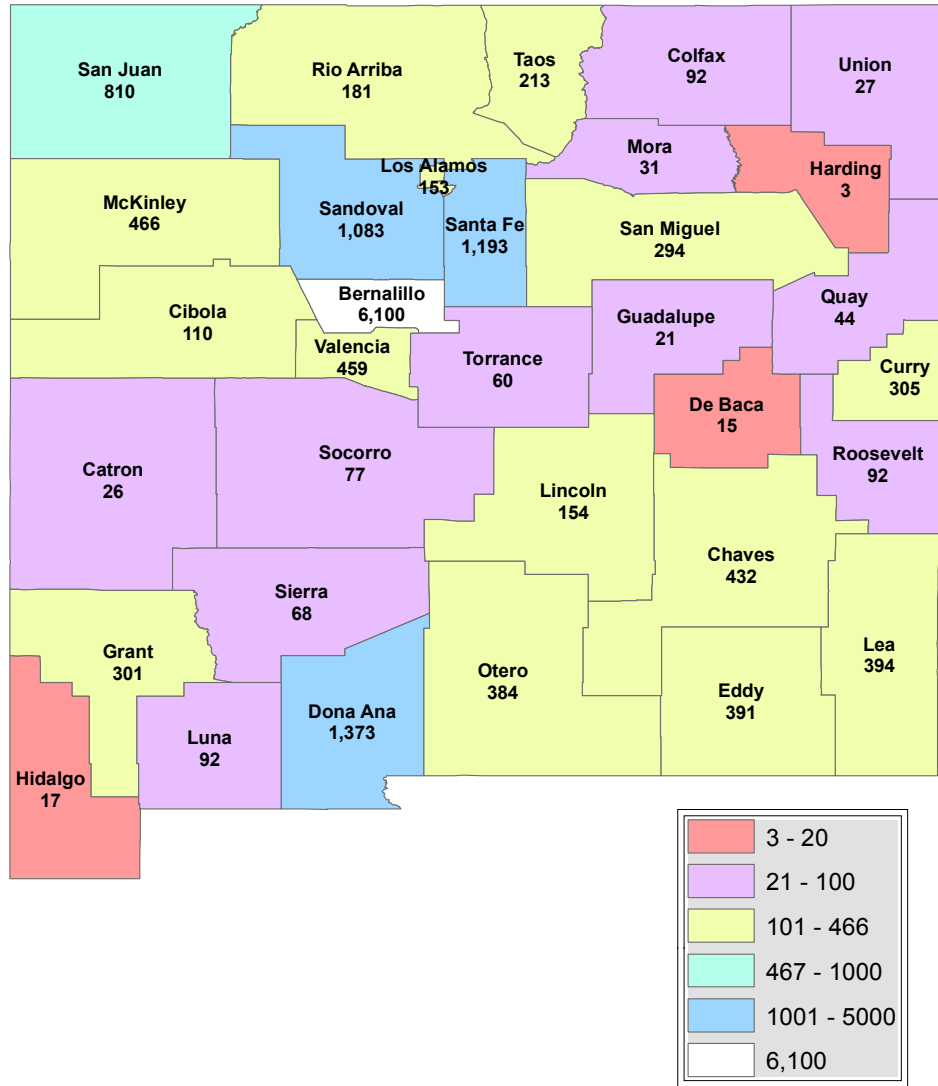 San Juan
810
Rio Arriba
181
Taos
213
Colfax
92
Union
27
Mora
31
Harding
3
Los Alamos
153
McKinley
466
Sandoval
1,083
Santa Fe
1,193
San Miguel
294
Quay
44
Cibola
110
Bernalillo
6,100
Guadalupe
21
Valencia
459
Torrance
60
Curry
305
De Baca
15
Catron
26
Socorro
77
Roosevelt
92
Lincoln
154
Chaves
432
Sierra
68
Grant
301
Otero
384
Lea
394
Eddy
391
Dona Ana
1,373
Luna
92
Hidalgo
17
3 - 20
21 - 100
101 - 466
467 - 1000
1001 - 5000
6,100